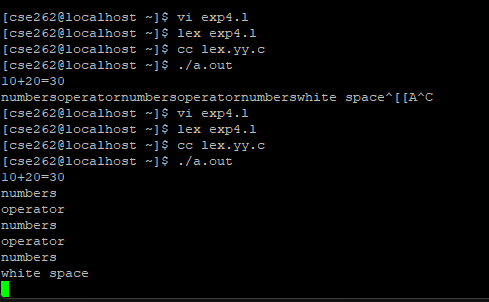 [cse262@localhost ~]$ vi exp4.l
[cse262@localhost ~]$ lex exp4.l
[cse262@localhost ~]$ cc lex.yy.c
[cse262@localhost ~]$ ./a.out
10+20=30
numbersoperatornumbersoperatornumberswhite space^[[A^C
[cse262@localhost ~]$ vi exp4.l
[cse262@localhost ~]$ lex exp4.l
[cse262@localhost ~]$ cc lex.yy.c
[cse262@localhost ~]$ ./a.out
10+20=30
numbers
operator
numbers
operator
numbers
white space